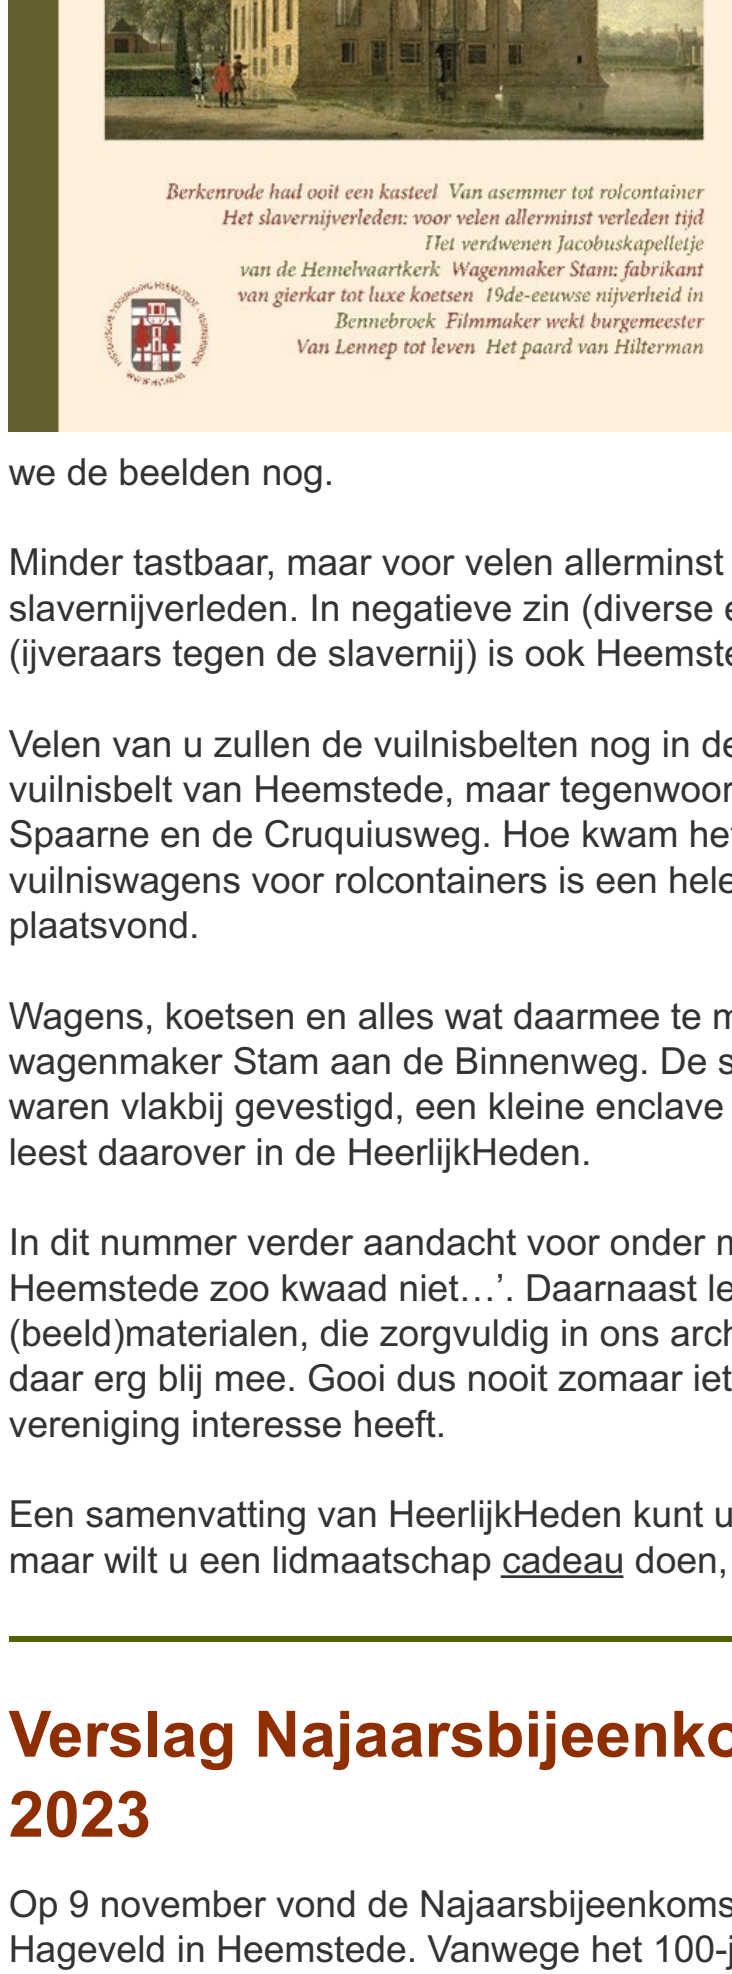 Berkenrode had ooit een kasteel Van asemmer tot rolcontainer
Het slavernijverleden: voor velen allerminst verleden tijd
Het verdwenen Jacobuskapelletje
van de Hemelvaartkerk Wagenmaker Stam: fabrikant
van gierkar tot luxe koetsen 19de-eeuwse nijverheid in
Bennebroek Filmmaker wekt burgemeester
Van Lennep tot leven Het paard van Hilterman
we de beelden nog.
Minder tastbaar, maar voor velen allerminst
slavernijverleden. In negatieve zin (diverse
(ijveraars tegen de slavernij) is ook Heemste
Velen van u zullen de vuilnisbelten nog in de
vuilnisbelt van Heemstede, maar tegenwoor
Spaarne en de Cruquiusweg. Hoe kwam het
vuilniswagens voor rolcontainers is een hele
plaatsvond.
Wagens, koetsen en alles wat daarmee te m
wagenmaker Stam aan de Binnenweg. De s
waren vlakbij gevestigd, een kleine enclave
leest daarover in de HeerlijkHeden.
In dit nummer verder aandacht voor onder m
Heemstede zoo kwaad niet…’. Daarnaast le
(beeld)materialen, die zorgvuldig in ons arch
daar erg blij mee. Gooi dus nooit zomaar iet
vereniging interesse heeft.
Een samenvatting van HeerlijkHeden kunt u
maar wilt u een lidmaatschap cadeau doen,
Verslag Najaarsbijeenko
2023
Op 9 november vond de Najaarsbijeenkoms
Hageveld in Heemstede. Vanwege het 100-j